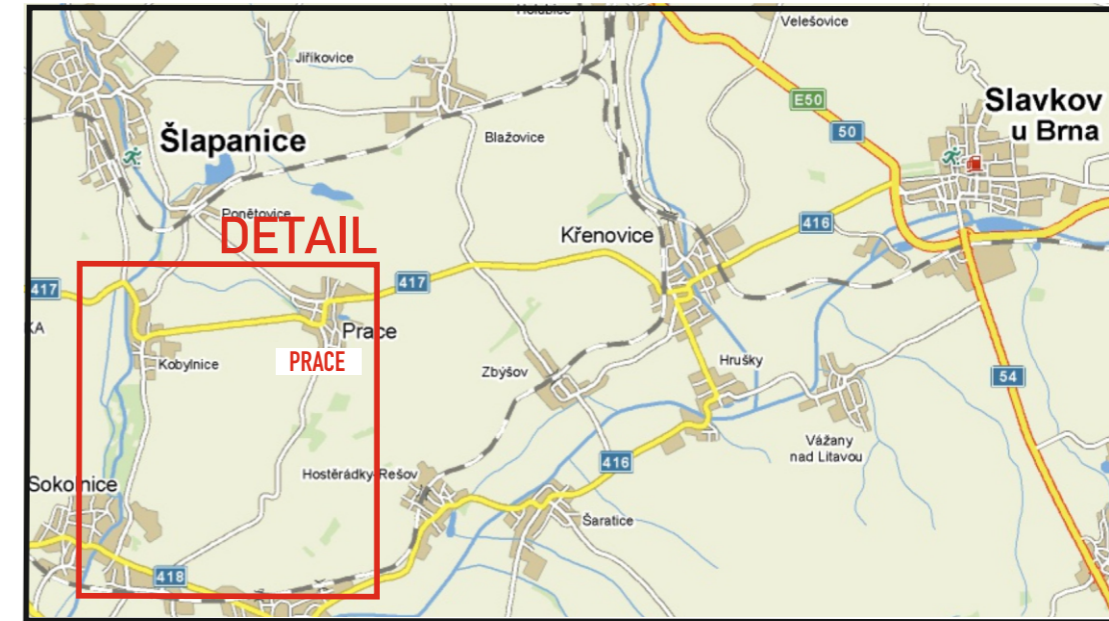 Velešovice
Jiříkovice
E50
Slavkov
u Brna
50
Blažovice
Šlapanice
Ponětovice
DETAIL
416
Křenovice
417
417
KA
Prace
PRACE
Kobylnice
Zbýšov
Hrušky
54
Vážany
nad Litavou
416
Hostěrádky-Rešov
Sokolnice
Šaratice
418